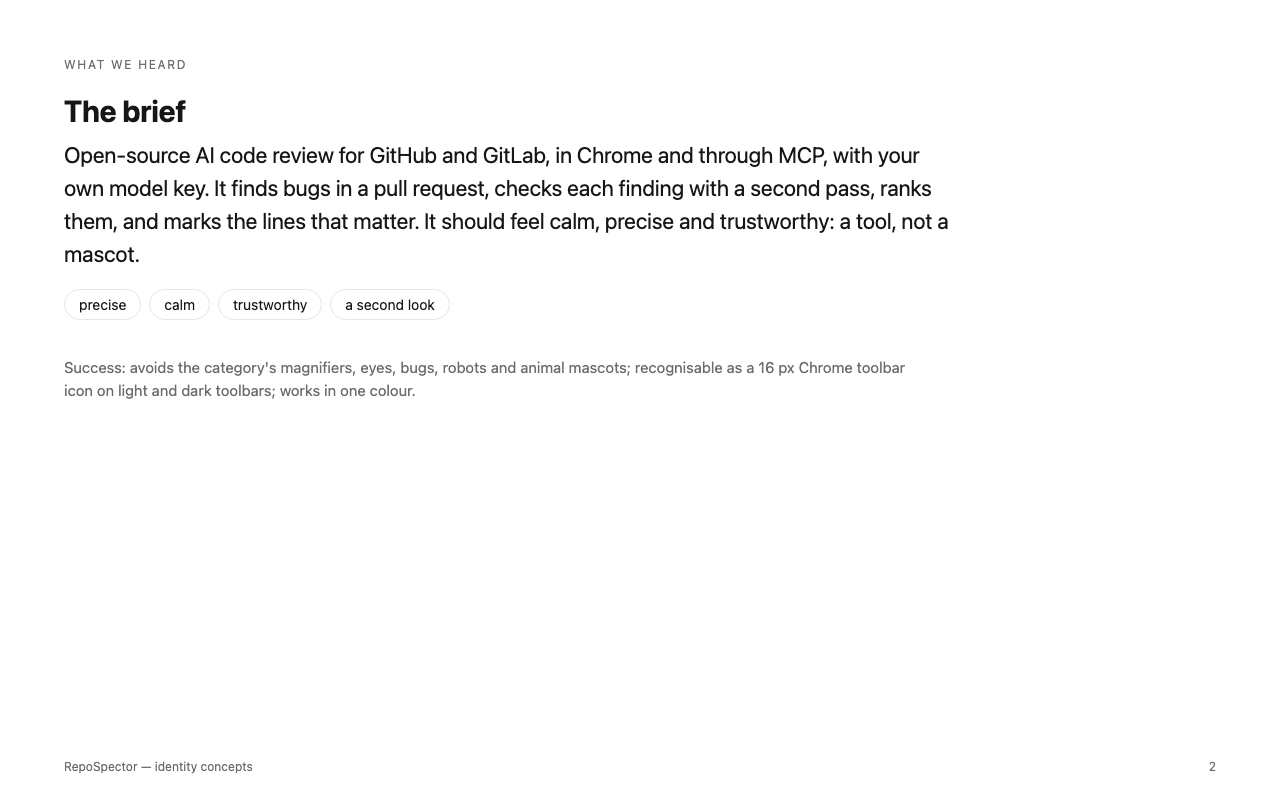 WHAT WE HEARD
The brief
Open-source AI code review for GitHub and GitLab, in Chrome and through MCP, with your
own model key. It finds bugs in a pull request, checks each finding with a second pass, ranks
them, and marks the lines that matter. It should feel calm, precise and trustworthy: a tool, not a
mascot.
precise
calm
trustworthy
a second look
Success: avoids the category's magnifiers, eyes, bugs, robots and animal mascots; recognisable as a 16 px Chrome toolbar
icon on light and dark toolbars; works in one colour.
RepoSpector — identity concepts
2